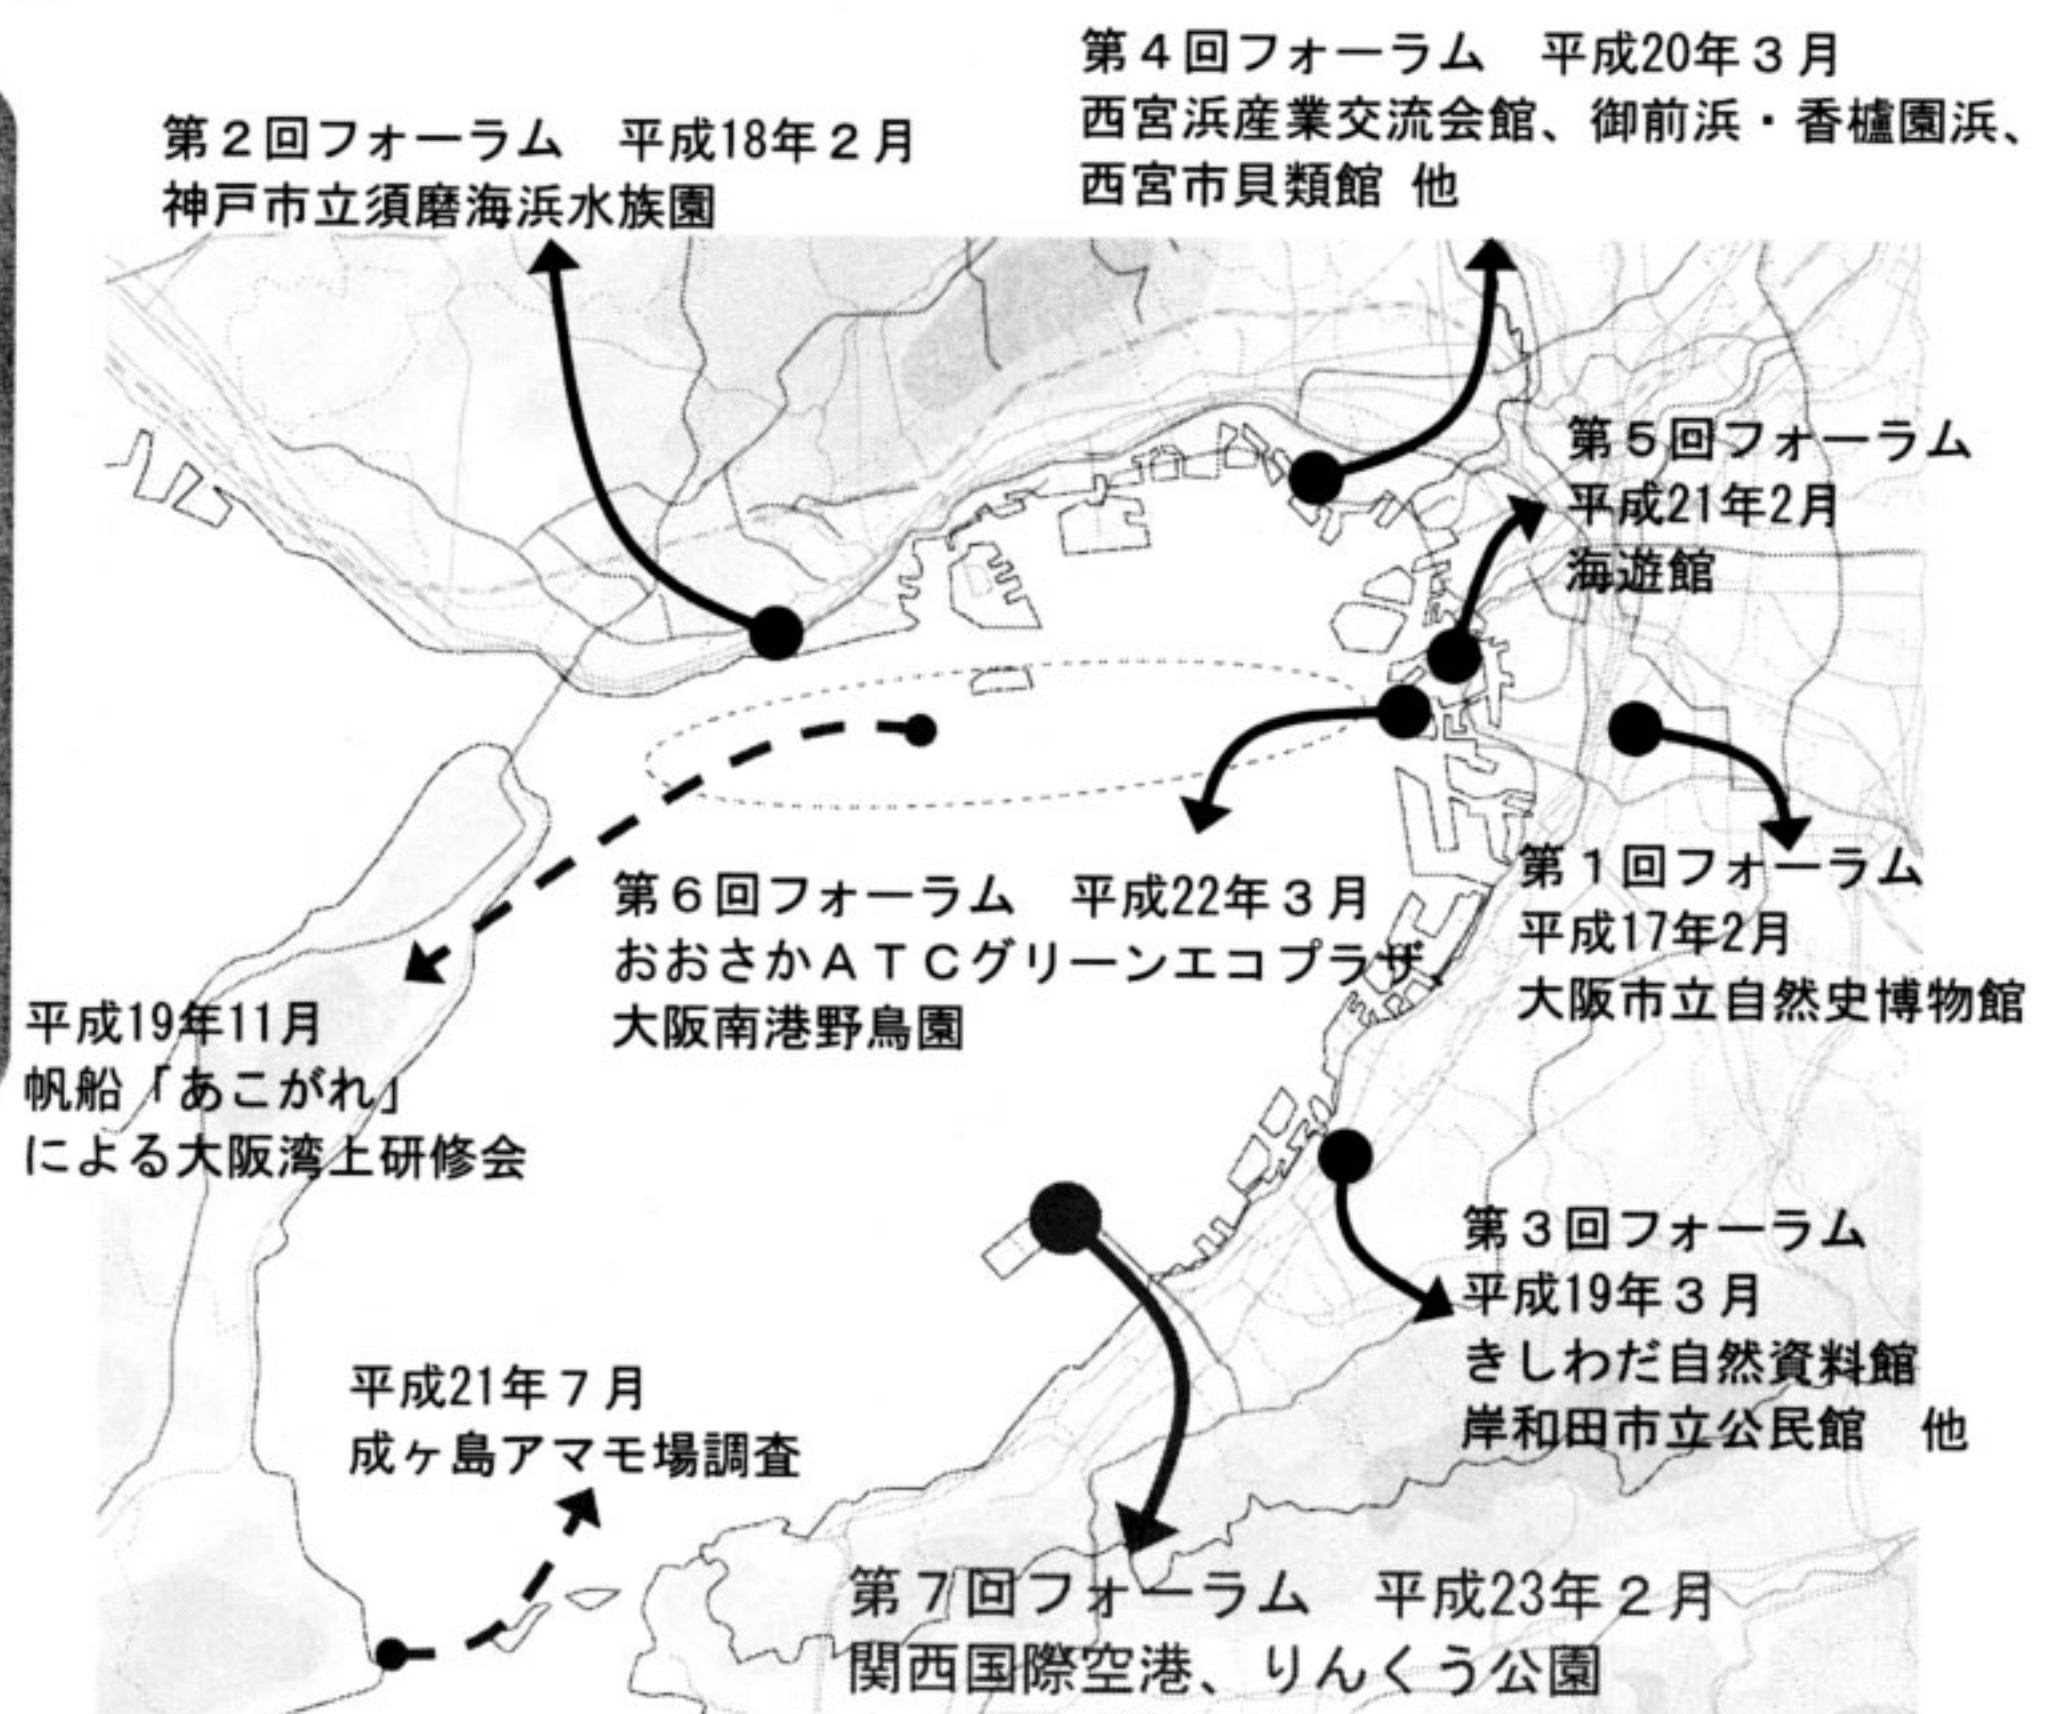 第４回フォーラム　平成20年３月
西宮浜産業交流会館、御前浜・香櫨園浜、
西宮市貝類館 他
第２回フォーラム　平成18年２月
神戸市立須磨海浜水族園
第５回フォーラム
平成21年2月
海遊館
第６回フォーラム　平成22年３月
おおさかＡＴＣグリーンエコプラザ、
大阪南港野鳥園
第１回フォーラム
平成17年2月
大阪市立自然史博物館
平成19年11月
帆船「あこがれ」
による大阪湾上研修会
第３回フォーラム
平成19年３月
きしわだ自然資料館
岸和田市立公民館　他
平成21年７月
成ヶ島アマモ場調査
第７回フォーラム　平成23年２月
関西国際空港、りんくう公園